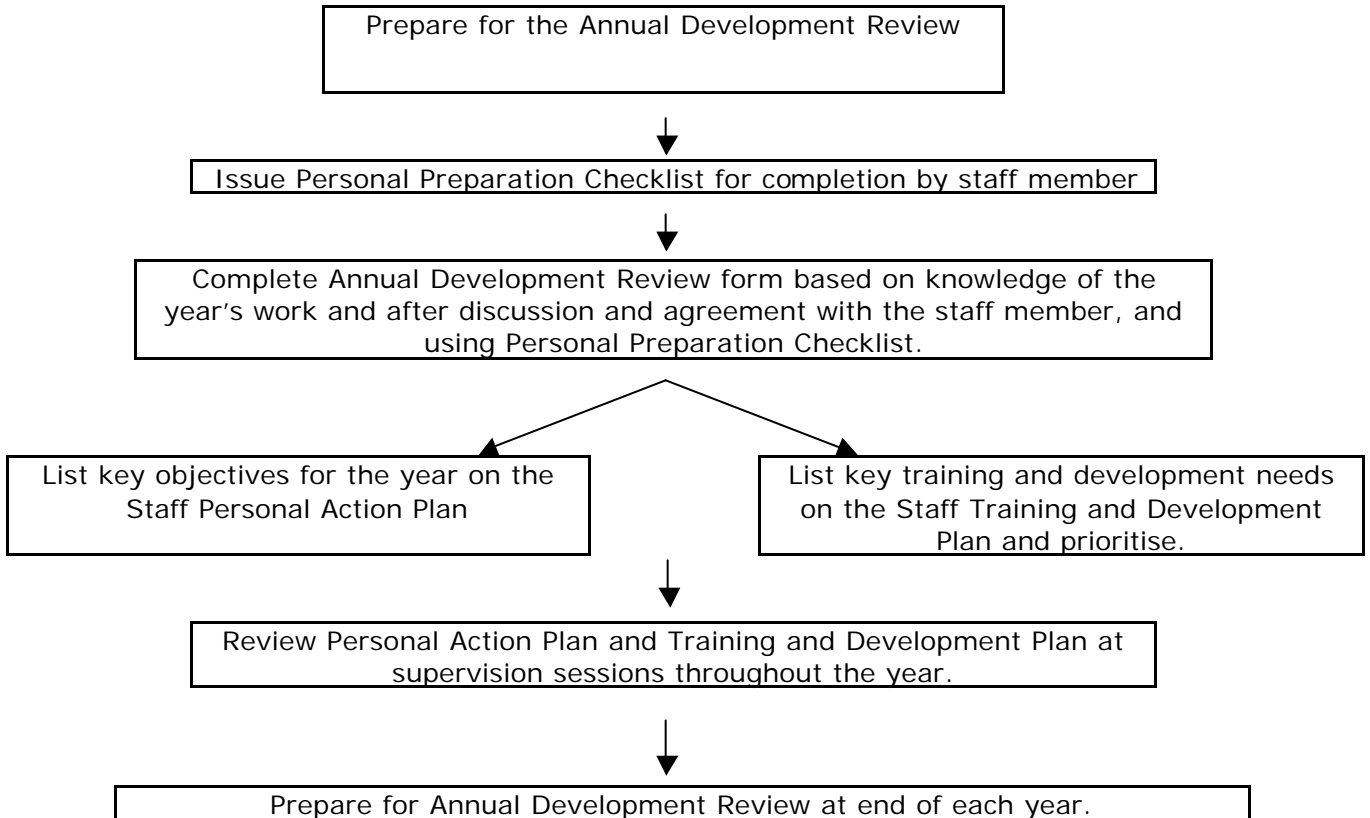 Prepare for the Annual Development Review
Issue Personal Preparation Checklist for completion by staff member
Complete Annual Development Review form based on knowledge of the
year's work and after discussion and agreement with the staff member, and
using Personal Preparation Checklist.
List key objectives for the year on the
Staff Personal Action Plan
List key training and development needs
on the Staff Training and Development
Plan and prioritise.
Review Personal Action Plan and Training and Development Plan at
supervision sessions throughout the year.
Prepare for Annual Development Review at end of each year.